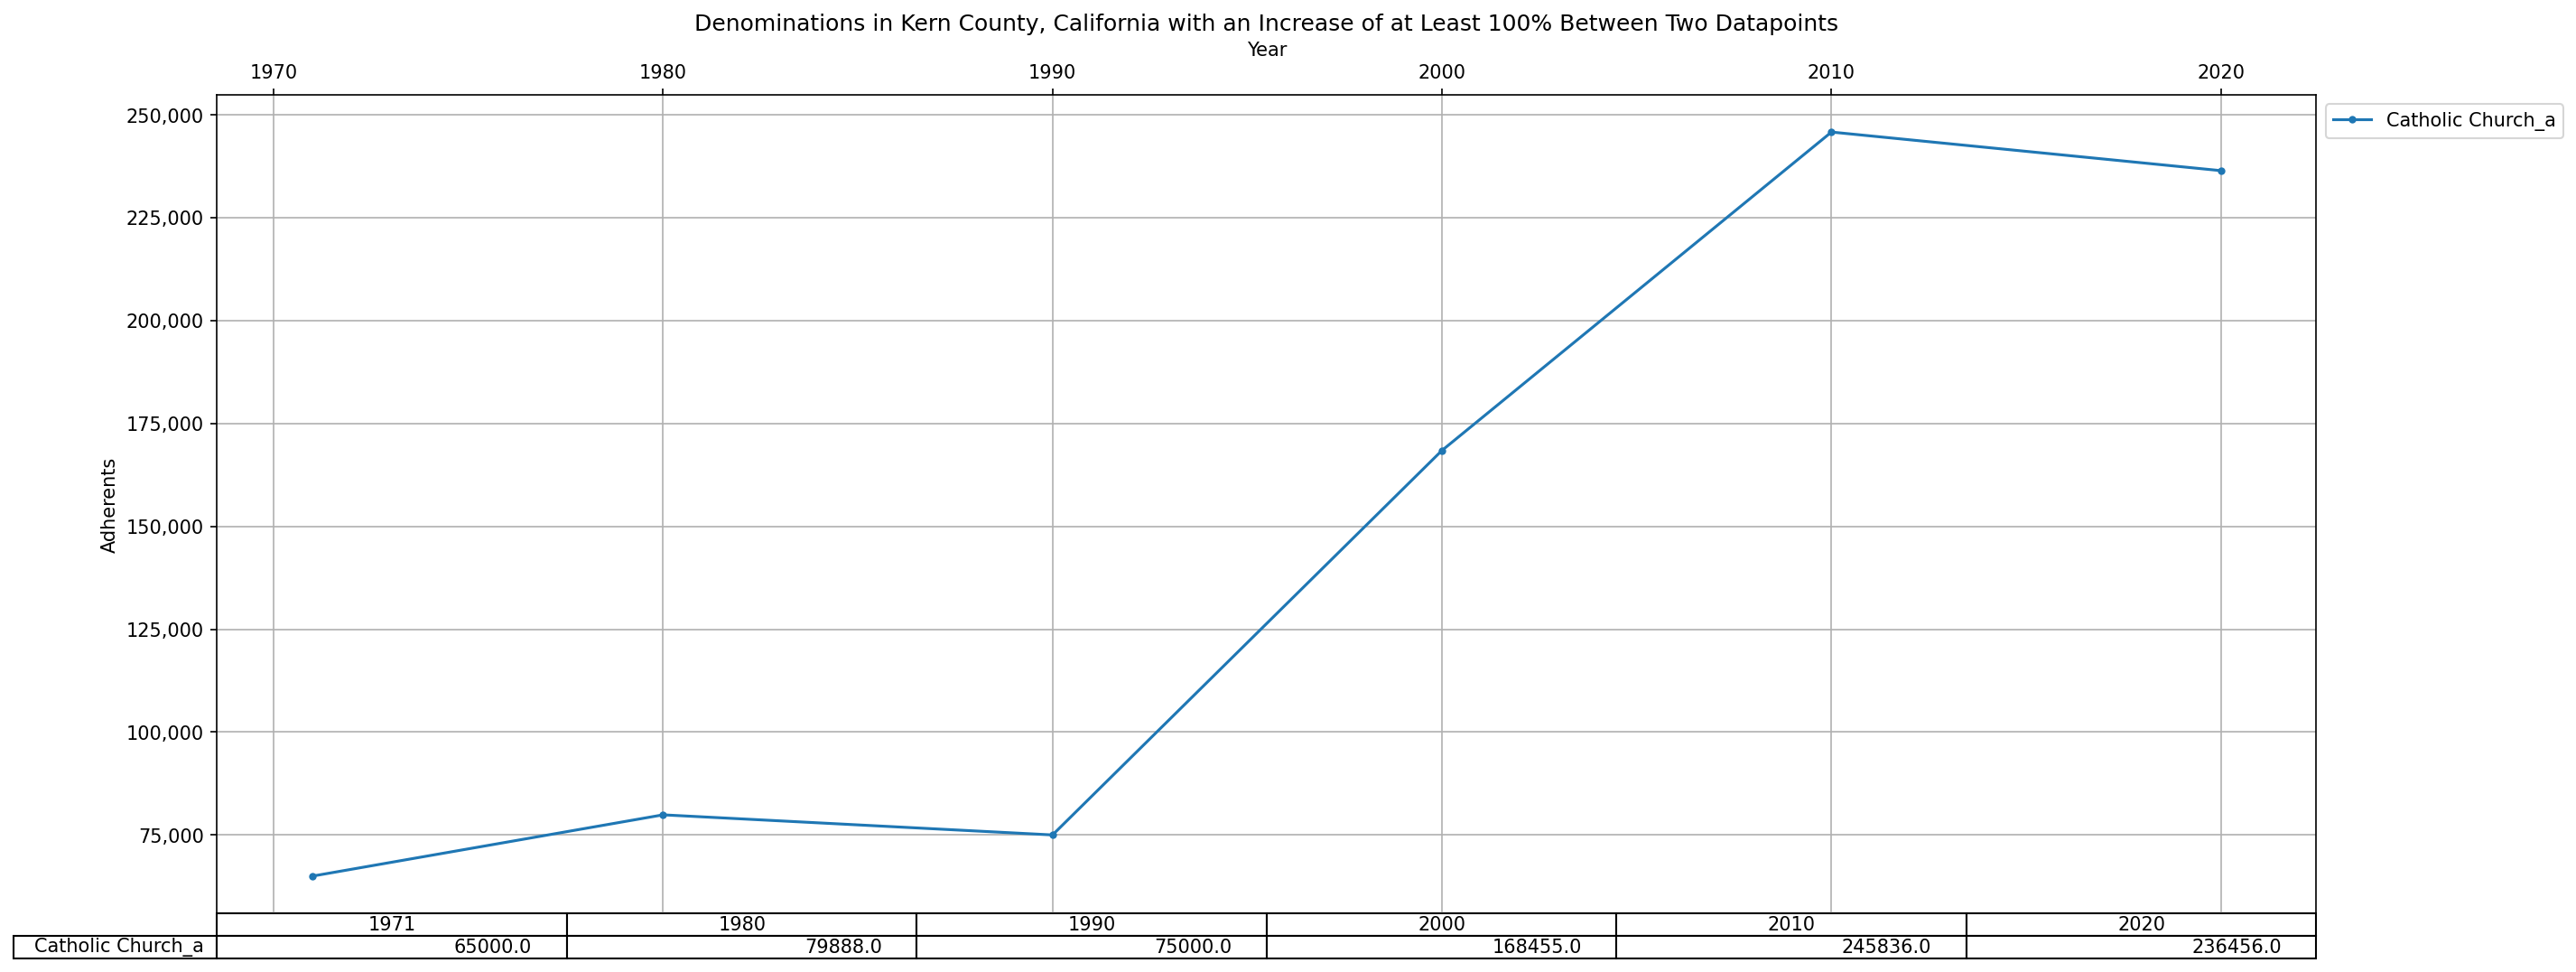 Denominations in Kern County, California with an Increase of at Least 100% Between Two Datapoints
Year
1970 1980 1990 2000 2010 2020
Catholic Church_a
250,000
225,000
200,000
175,000
150,000
125,000
100,000
75,000
Adherents
1971 1980 1990 2000 2010 2020
Catholic Church_a 65000.0 79888.0 75000.0 168455.0 245836.0 236456.0